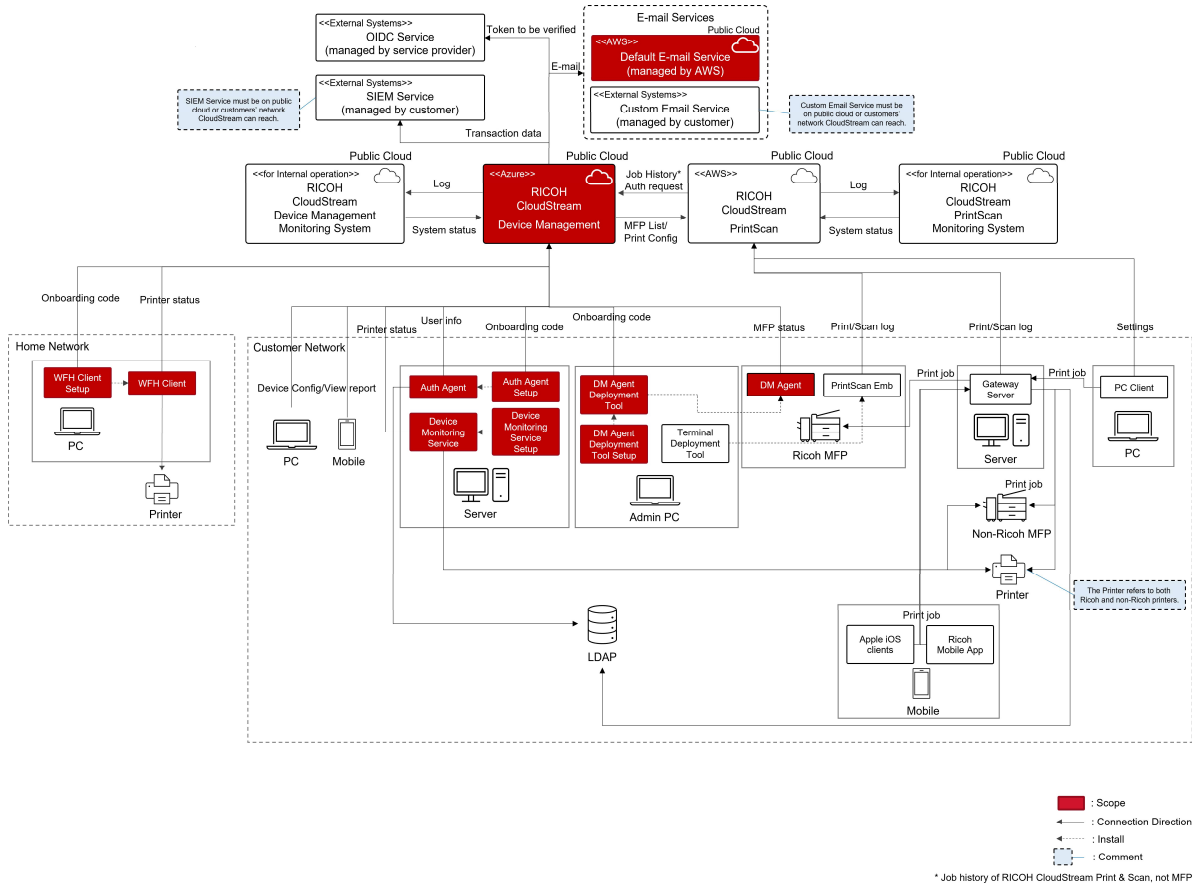 <<External Systems>>
OIDC Service
(managed by service provider)
Token to be verified
E-mail Services
Public Cloud
<<AWS>>
Default E-mail Service
(managed by AWS)
E-mail
<<External Systems>>
SIEM Service
(managed by customer)
<<External Systems>>
Custom Email Service
(managed by customer)
SIEM Service must be on public
cloud or customers' network
CloudStream can reach.
Custom Email Service must be
on public cloud or customers'
network CloudStream can reach.
Transaction data
Public Cloud
Public Cloud
Public Cloud
Public Cloud
<<for Internal operation>>
RICOH
CloudStream
Device Management
Monitoring System
Log
System status
<<Azure>>
RICOH
CloudStream
Device Management
Job History*
Auth request
MFP List/
Print Config
<<AWS>>
RICOH
CloudStream
PrintScan
Log
System status
<<for Internal operation>>
RICOH
CloudStream
PrintScan
Monitoring System
Onboarding code
Printer status
Printer status
User info
Onboarding code
Onboarding code
MFP status
Print/Scan log
Print/Scan log
Settings
Home Network
WFH Client
Setup
WFH Client
PC
Printer
Customer Network
Device Config/View report
PC
Mobile
Auth Agent
Auth Agent
Setup
Device
Monitoring
Service
Device
Monitoring
Service
Setup
Server
DM Agent
Deployment
Tool
DM Agent
Deployment
Tool Setup
Terminal
Deployment
Tool
Admin PC
DM Agent
PrintScan Emb
Ricoh MFP
Print job
Gateway
Server
Server
Print job
PC Client
PC
Print job
Non-Ricoh MFP
Printer
The Printer refers to both
Ricoh and non-Ricoh printers.
LDAP
Print job
Apple iOS
clients
Ricoh
Mobile App
Mobile
: Scope
: Connection Direction
: Install
: Comment
* Job history of RICOH CloudStream Print & Scan, not MFP